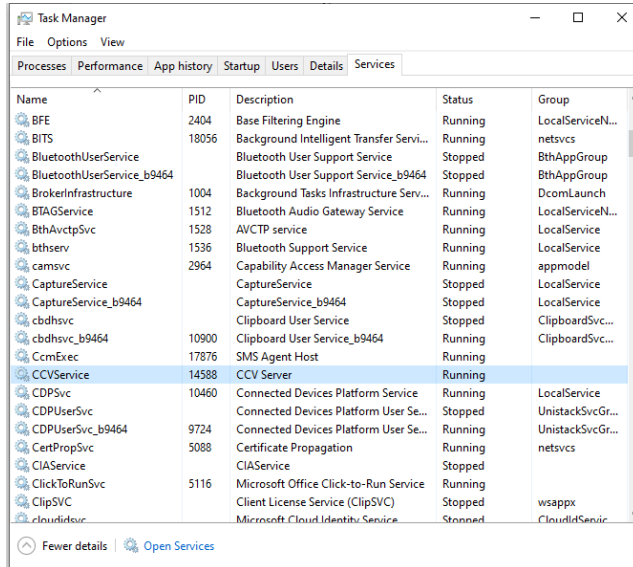 Task Manager
File Options View
Processes Performance App history Startup Users Details Services
Name PID Description Status Group
BFE 2404 Base Filtering Engine Running LocalServiceN...
BITS 18056 Background Intelligent Transfer Servi... Running netsvcs
BluetoothUserService Bluetooth User Support Service Stopped BthAppGroup
BluetoothUserService_b9464 Bluetooth User Support Service_b9464 Stopped BthAppGroup
BrokerInfrastructure 1004 Background Tasks Infrastructure Serv... Running DcomLaunch
BTAGService 1512 Bluetooth Audio Gateway Service Running LocalServiceN...
BthAvctpSvc 1528 AVCTP service Running LocalService
bthserv 1536 Bluetooth Support Service Running LocalService
camsvc 2964 Capability Access Manager Service Running appmodel
CaptureService CaptureService Stopped LocalService
CaptureService_b9464 CaptureService_b9464 Stopped LocalService
cbdhsvc Clipboard User Service Stopped ClipboardSvc...
cbdhsvc_b9464 10900 Clipboard User Service_b9464 Running ClipboardSvc...
CcmExec 17876 SMS Agent Host Running
CCVService 14588 CCV Server Running
CDPSvc 10460 Connected Devices Platform Service Running LocalService
CDPUserSvc Connected Devices Platform User Se... Stopped UnistackSvcGr...
CDPUserSvc_b9464 9724 Connected Devices Platform User Se... Running UnistackSvcGr...
CertPropSvc 5088 Certificate Propagation Running netsvcs
CIAService CIAService Stopped
ClickToRunSvc 5116 Microsoft Office Click-to-Run Service Running
ClipSVC Client License Service (ClipSVC) Stopped wsappx
cloudidsvc Microsoft Cloud Identity Service Stopped CloudIdServic...
Fewer details Open Services